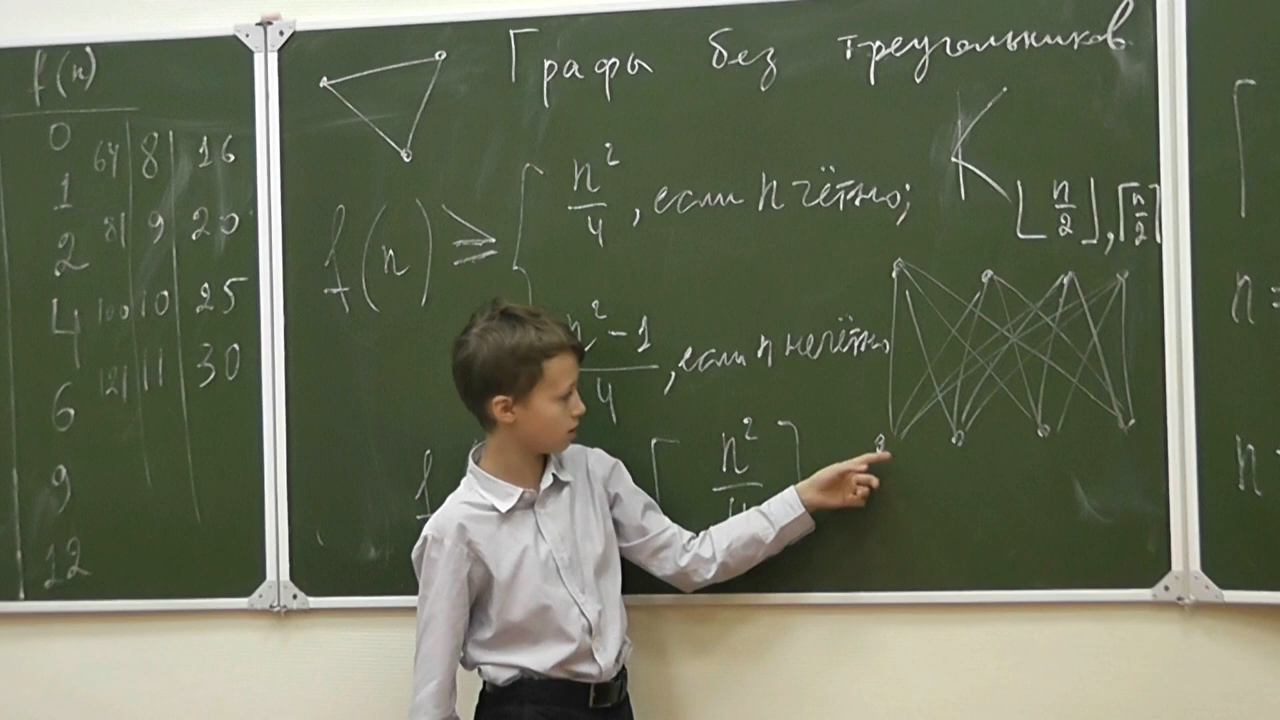 f(n)
0 64 8 16
1
2 81 9 20
4 100 10 25
6 121 11 30
9
12
Графы без треугольников
f(n) ≥ [ n²/4, если n чётно;
n²-1/4, если n нечётно
K⌊n/2⌋,⌈n/2⌉
f [ n²/4 ]
n =
n =